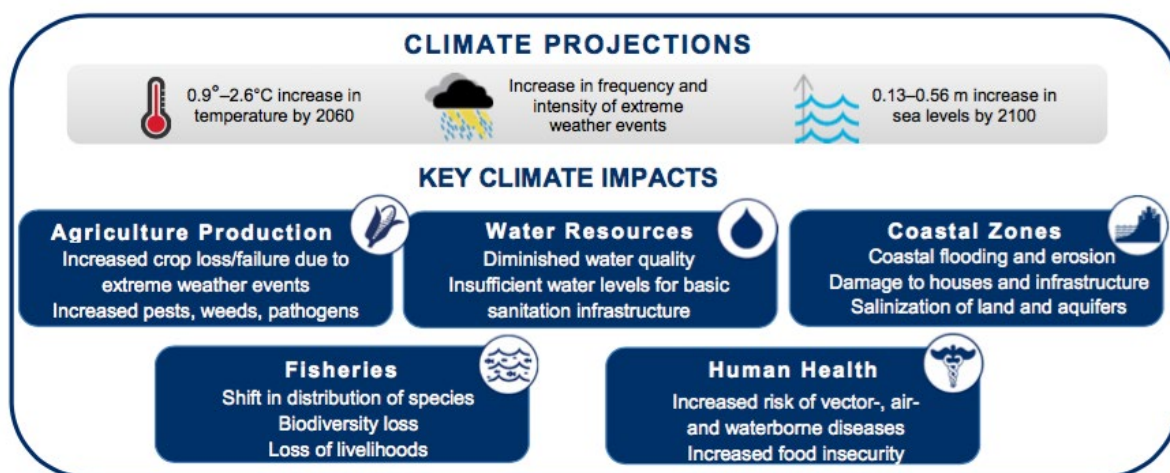 CLIMATE PROJECTIONS
0.9°–2.6°C increase in
temperature by 2060
Increase in frequency and
intensity of extreme
weather events
0.13–0.56 m increase in
sea levels by 2100
KEY CLIMATE IMPACTS
Agriculture Production
Increased crop loss/failure due to
extreme weather events
Increased pests, weeds, pathogens
Water Resources
Diminished water quality
Insufficient water levels for basic
sanitation infrastructure
Coastal Zones
Coastal flooding and erosion
Damage to houses and infrastructure
Salinization of land and aquifers
Fisheries
Shift in distribution of species
Biodiversity loss
Loss of livelihoods
Human Health
Increased risk of vector-, air-
and waterborne diseases
Increased food insecurity